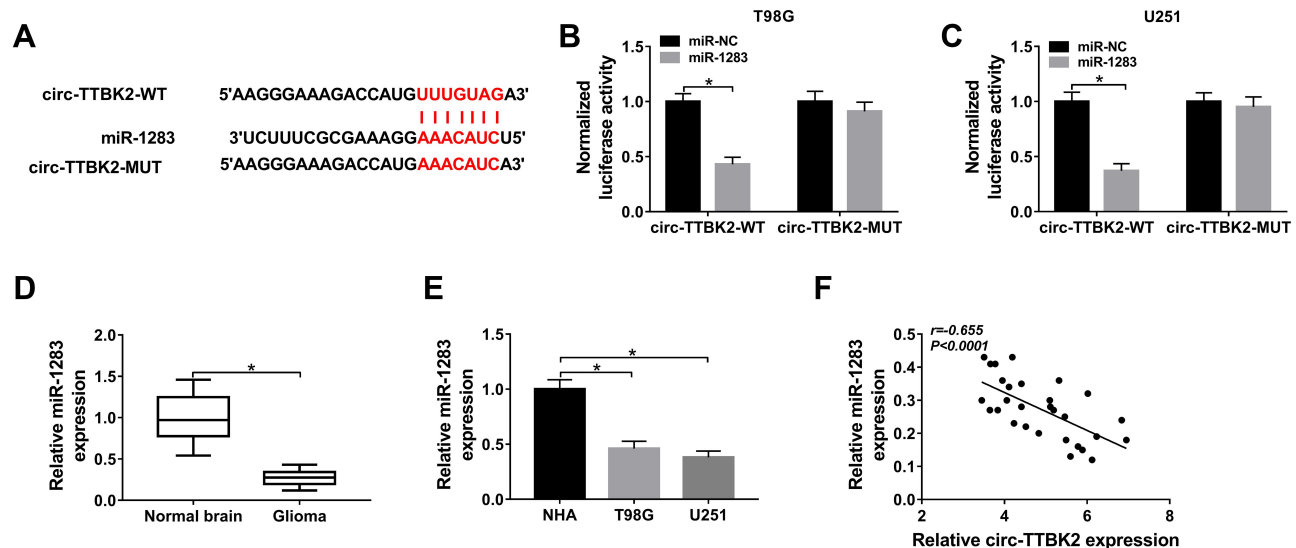 A
circ-TTBK2-WT 5'AAGGGAAAGACCAUGUUUGUAGA3'
miR-1283 3'UCUUUCGCGAAAGGAAACAUCU5'
circ-TTBK2-MUT 5'AAGGGAAAGACCAUGAAACAUCA3'
B
T98G
Normalized
luciferase activity
miR-NC
miR-1283
*
1.5
1.0
0.5
0.0
circ-TTBK2-WT circ-TTBK2-MUT
C
U251
Normalized
luciferase activity
miR-NC
miR-1283
*
1.5
1.0
0.5
0.0
circ-TTBK2-WT circ-TTBK2-MUT
D
Relative miR-1283
expression
2.0
1.5
1.0
0.5
0.0
*
Normal brain Glioma
E
Relative miR-1283
expression
1.5
1.0
0.5
0.0
*
*
NHA T98G U251
F
Relative miR-1283
expression
r=-0.655
P<0.0001
0.5
0.4
0.3
0.2
0.1
0.0
2 4 6 8
Relative circ-TTBK2 expression